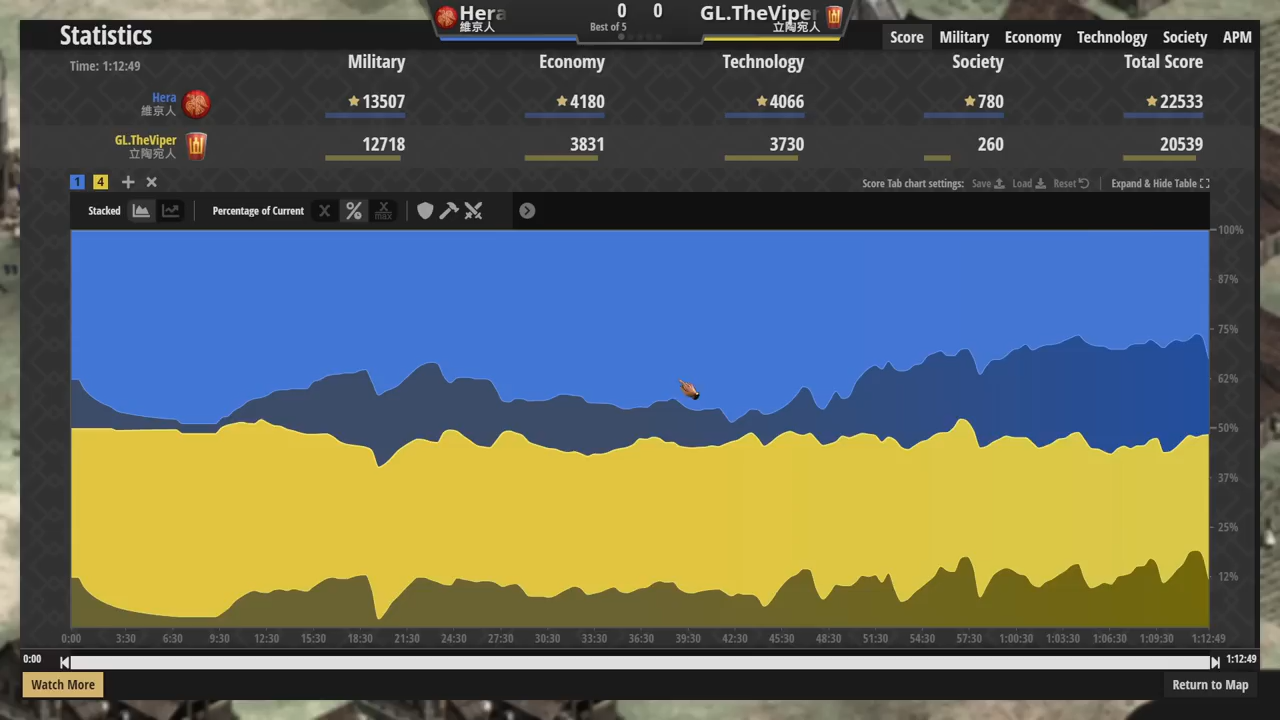 Hera 0 0 GL.TheViper
維京人 Best of 5 立陶宛人
Statistics Score Military Economy Technology Society APM
Time: 1:12:49 Military Economy Technology Society Total Score
Hera 13507 4180 4066 780 22533
維京人
GL.TheViper 12718 3831 3730 260 20539
立陶宛人
1 4 Score Tab chart settings: Save Load Reset Expand & Hide Table
Stacked Percentage of Current X % X max
100%
87%
75%
62%
50%
37%
25%
12%
0:00 3:30 6:30 9:30 12:30 15:30 18:30 21:30 24:30 27:30 30:30 33:30 36:30 39:30 42:30 45:30 48:30 51:30 54:30 57:30 1:00:30 1:03:30 1:06:30 1:09:30 1:12:49
0:00 1:12:49
Watch More Return to Map